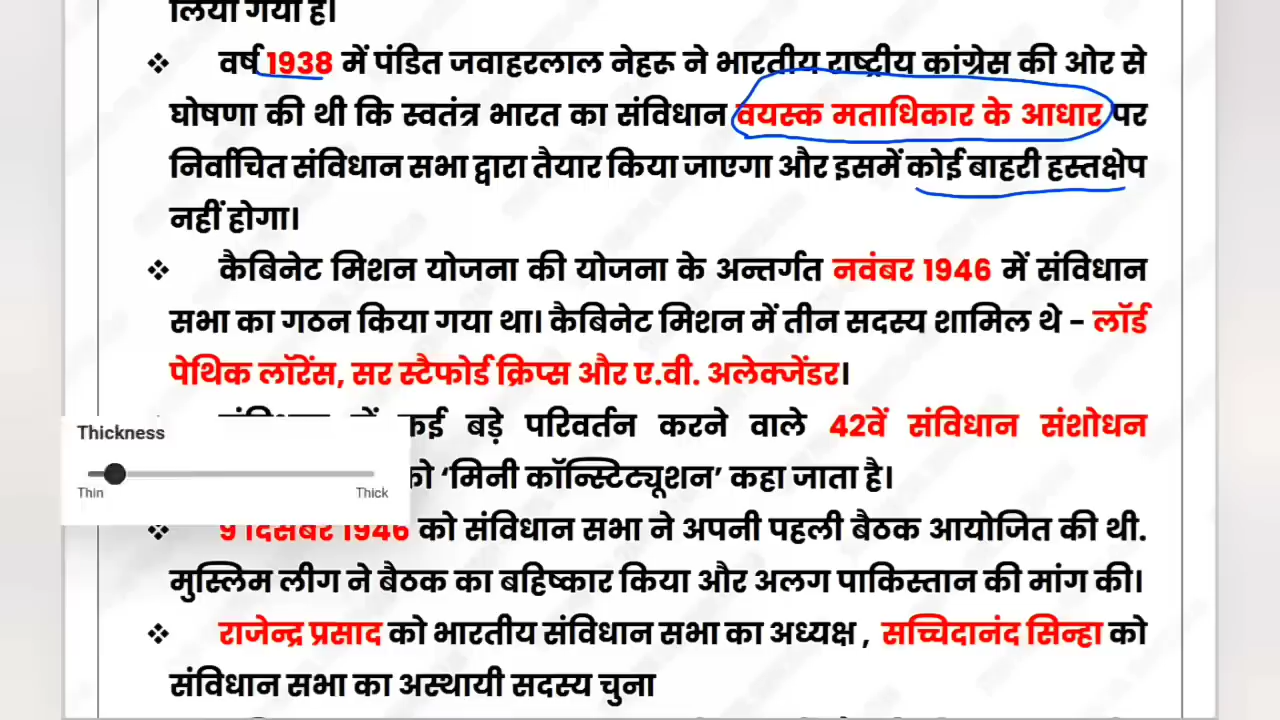 लिया गया है।
❖ वर्ष 1938 में पंडित जवाहरलाल नेहरू ने भारतीय राष्ट्रीय कांग्रेस की ओर से
घोषणा की थी कि स्वतंत्र भारत का संविधान वयस्क मताधिकार के आधार पर
निर्वाचित संविधान सभा द्वारा तैयार किया जाएगा और इसमें कोई बाहरी हस्तक्षेप
नहीं होगा।
❖ कैबिनेट मिशन योजना की योजना के अन्तर्गत नवंबर 1946 में संविधान
सभा का गठन किया गया था। कैबिनेट मिशन में तीन सदस्य शामिल थे – लॉर्ड
पेथिक लॉरेंस, सर स्टैफोर्ड क्रिप्स और ए.वी. अलेक्जेंडर।
कई बड़े परिवर्तन करने वाले 42वें संविधान संशोधन
Thickness
को ‘मिनी कॉन्स्टिट्यूशन’ कहा जाता है।
Thin Thick
❖ 9 दिसंबर 1946 को संविधान सभा ने अपनी पहली बैठक आयोजित की थी.
मुस्लिम लीग ने बैठक का बहिष्कार किया और अलग पाकिस्तान की मांग की।
❖ राजेन्द्र प्रसाद को भारतीय संविधान सभा का अध्यक्ष , सच्चिदानंद सिन्हा को
संविधान सभा का अस्थायी सदस्य चुना